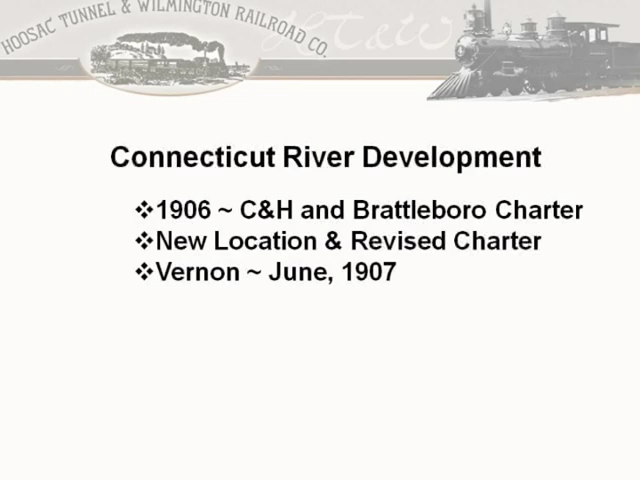 HOOSAC TUNNEL & WILMINGTON RAILROAD CO.
HT&W
Connecticut River Development
❖1906 ~ C&H and Brattleboro Charter
❖New Location & Revised Charter
❖Vernon ~ June, 1907